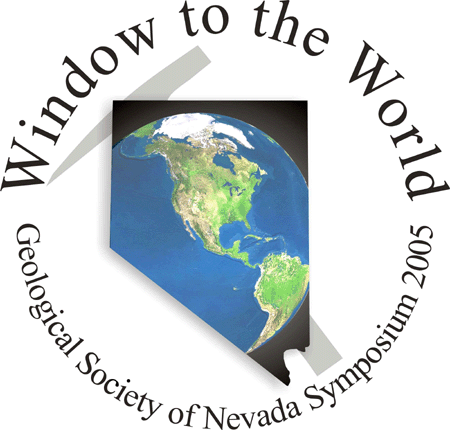 Window to the World
Geological Society of Nevada Symposium 2005